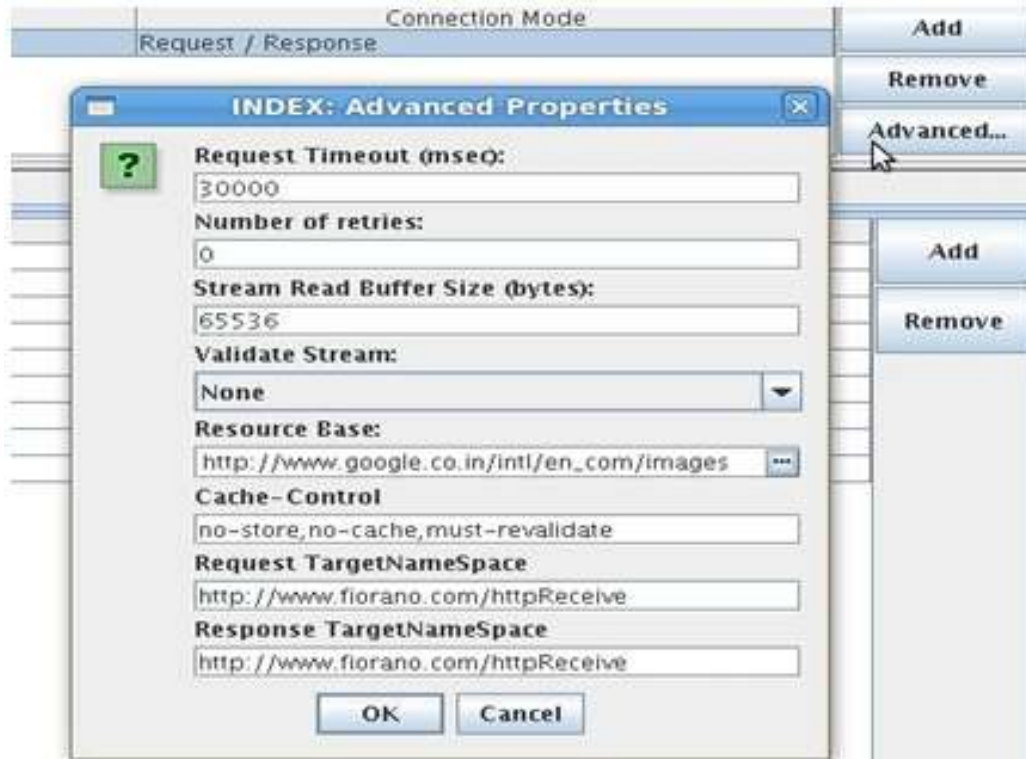 Connection Mode
Add
Request / Response
Remove
INDEX: Advanced Properties
Advanced...
?
Request Timeout (msec):
30000
Number of retries:
0
Add
Stream Read Buffer Size (bytes):
65536
Remove
Validate Stream:
None
Resource Base:
http://www.google.co.in/intl/en_com/images
...
Cache-Control
no-store,no-cache,must-revalidate
Request TargetNameSpace
http://www.fiorano.com/httpReceive
Response TargetNameSpace
http://www.fiorano.com/httpReceive
OK
Cancel